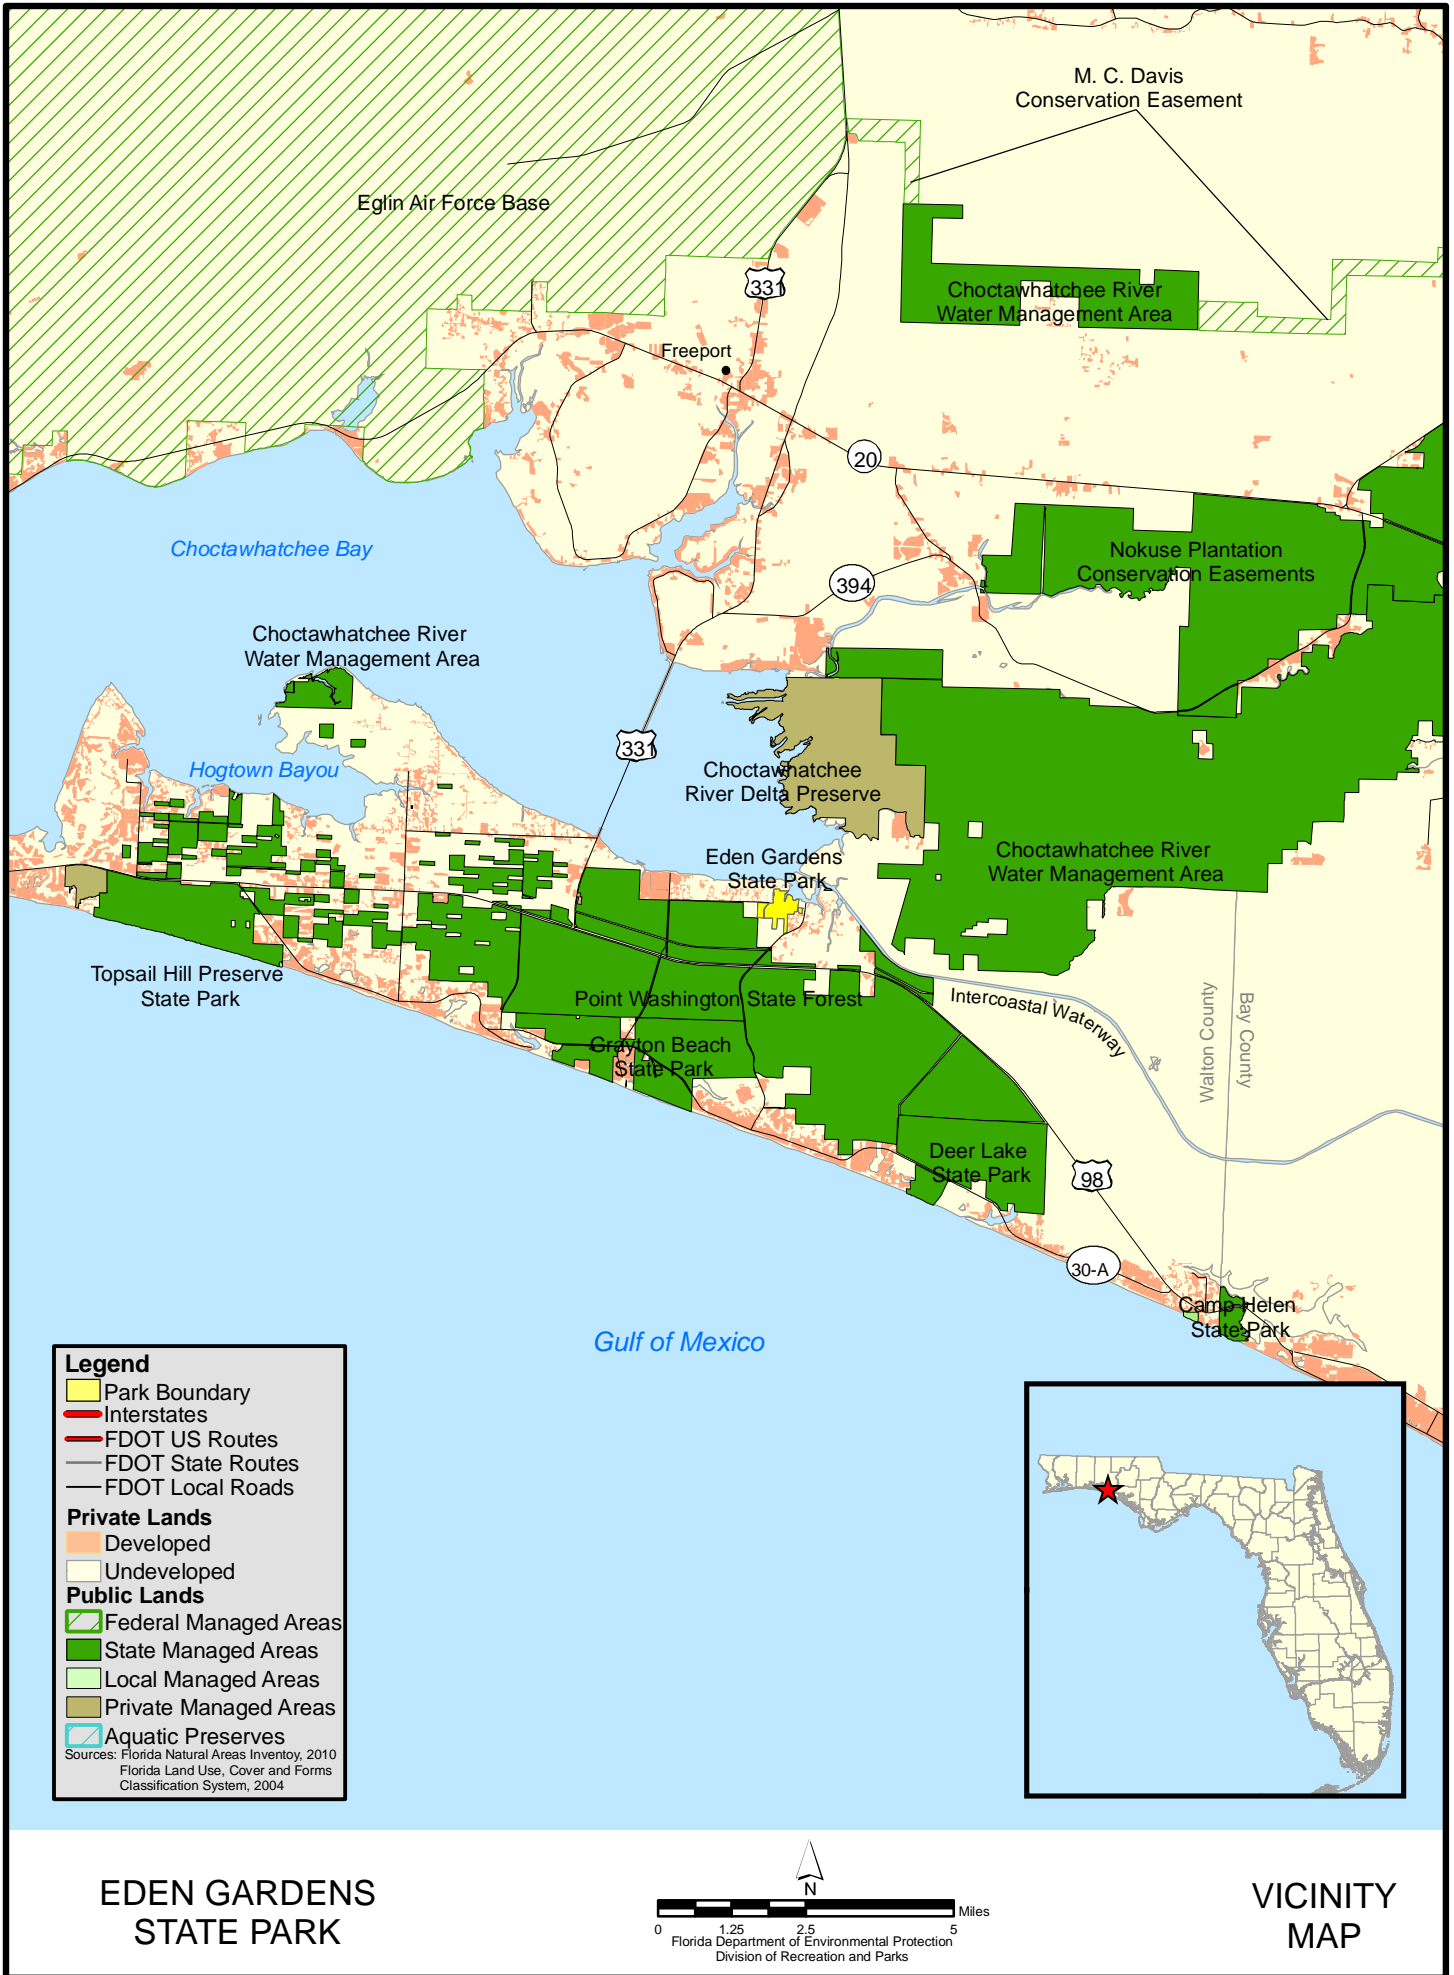 M. C. Davis
Conservation Easement
Eglin Air Force Base
331
Choctawhatchee River
Water Management Area
Freeport
20
Choctawhatchee Bay
Nokuse Plantation
Conservation Easements
394
Choctawhatchee River
Water Management Area
331
Hogtown Bayou
Choctawhatchee
River Delta Preserve
Eden Gardens
State Park
Choctawhatchee River
Water Management Area
Topsail Hill Preserve
State Park
Point Washington State Forest
Intercoastal Waterway
Walton County
Bay County
Grayton Beach
State Park
Deer Lake
State Park
98
30-A
Camp Helen
State Park
Gulf of Mexico
Legend
Park Boundary
Interstates
FDOT US Routes
FDOT State Routes
FDOT Local Roads
Private Lands
Developed
Undeveloped
Public Lands
Federal Managed Areas
State Managed Areas
Local Managed Areas
Private Managed Areas
Aquatic Preserves
Sources: Florida Natural Areas Inventoy, 2010
Florida Land Use, Cover and Forms
Classification System, 2004
EDEN GARDENS
STATE PARK
N
Miles
0 1.25 2.5 5
Florida Department of Environmental Protection
Division of Recreation and Parks
VICINITY
MAP